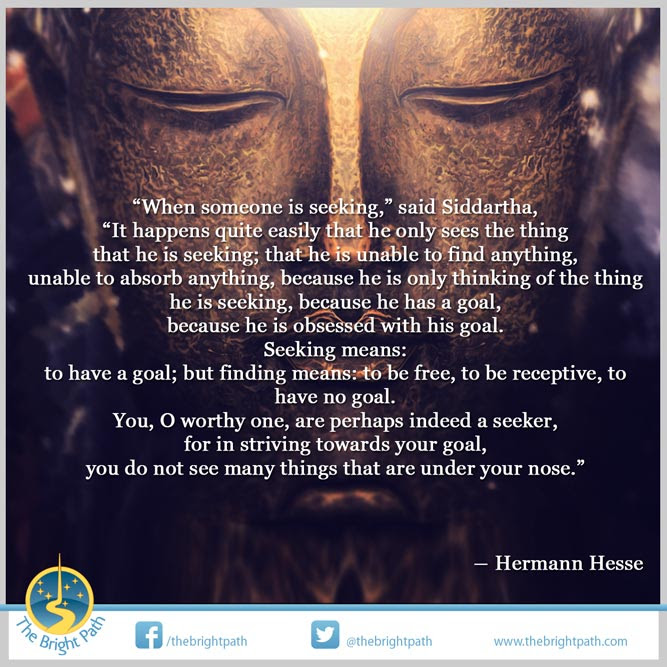 “When someone is seeking,” said Siddartha,
“It happens quite easily that he only sees the thing
that he is seeking; that he is unable to find anything,
unable to absorb anything, because he is only thinking of the thing
he is seeking, because he has a goal,
because he is obsessed with his goal.
Seeking means:
to have a goal; but finding means: to be free, to be receptive, to
have no goal.
You, O worthy one, are perhaps indeed a seeker,
for in striving towards your goal,
you do not see many things that are under your nose.”
— Hermann Hesse
The Bright Path
f /thebrightpath
@thebrightpath
www.thebrightpath.com